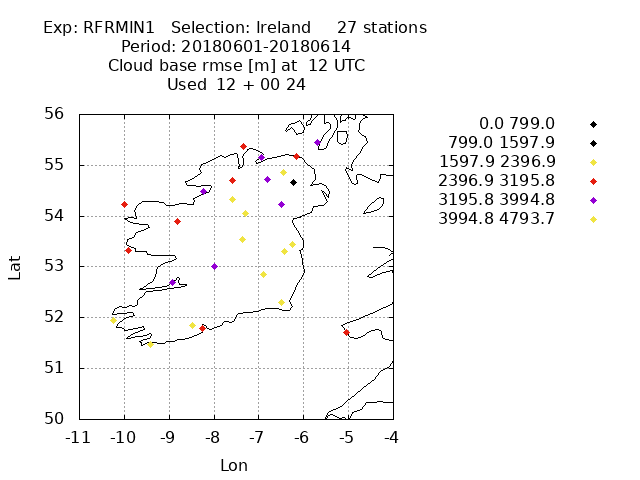 Exp: RFRMIN1 Selection: Ireland 27 stations
Period: 20180601-20180614
Cloud base rmse [m] at 12 UTC
Used 12 + 00 24
56
55
54
53
52
51
50
Lat
-11 -10 -9 -8 -7 -6 -5 -4
Lon
0.0 799.0
799.0 1597.9
1597.9 2396.9
2396.9 3195.8
3195.8 3994.8
3994.8 4793.7